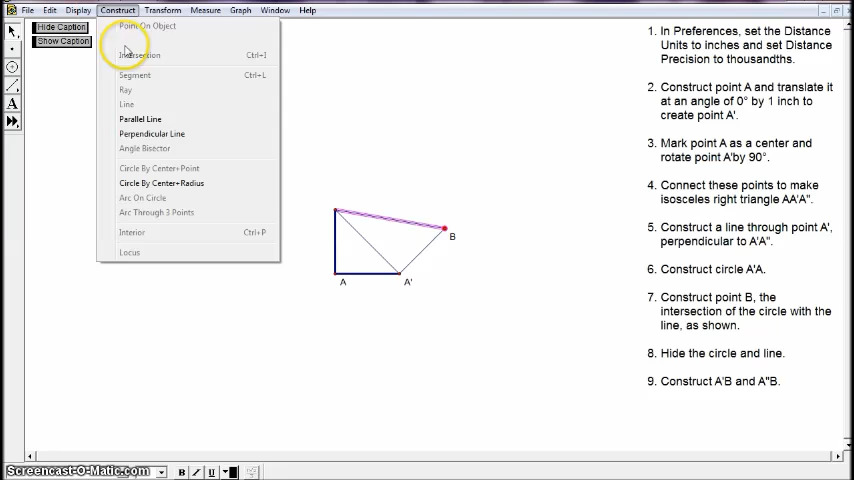 File Edit Display Construct Transform Measure Graph Window Help
Hide Caption
Show Caption
Point On Object
Intersection Ctrl+I
Segment Ctrl+L
Ray
Line
Parallel Line
Perpendicular Line
Angle Bisector
Circle By Center+Point
Circle By Center+Radius
Arc On Circle
Arc Through 3 Points
Interior Ctrl+P
Locus
A
A
A'
B
1. In Preferences, set the Distance
Units to inches and set Distance
Precision to thousandths.
2. Construct point A and translate it
at an angle of 0° by 1 inch to
create point A'.
3. Mark point A as a center and
rotate point A'by 90°.
4. Connect these points to make
isosceles right triangle AA'A".
5. Construct a line through point A',
perpendicular to A'A".
6. Construct circle A'A.
7. Construct point B, the
intersection of the circle with the
line, as shown.
8. Hide the circle and line.
9. Construct A'B and A"B.
Screencast-O-Matic.com
B I U